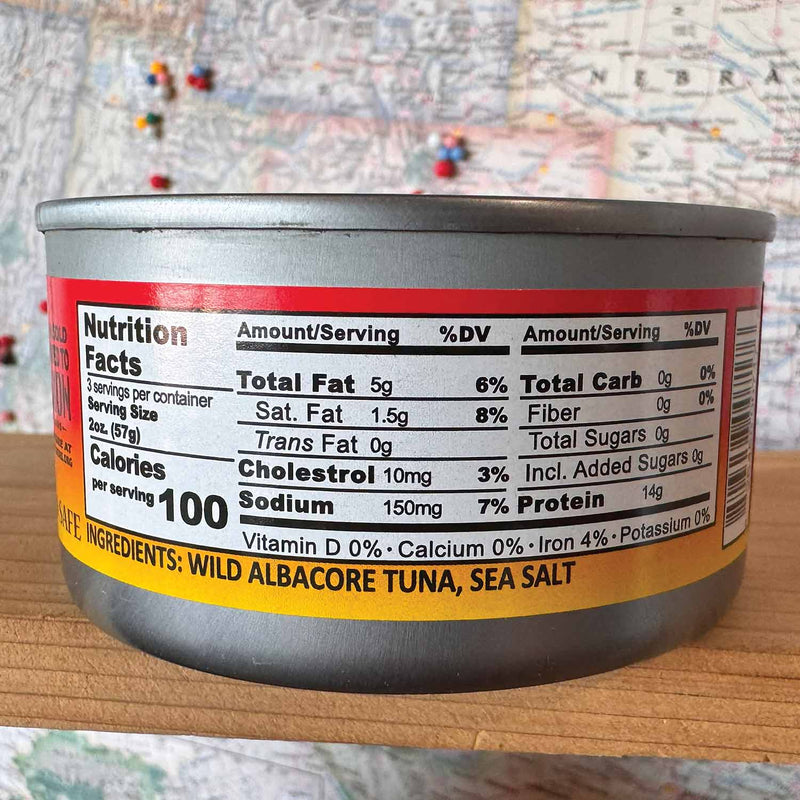 NEBRA
Nutrition
Facts
3 servings per container
Serving Size
2oz. (57g)
Calories
per serving 100
Amount/Serving %DV
Total Fat 5g 6%
Sat. Fat 1.5g 8%
Trans Fat 0g
Cholestrol 10mg 3%
Sodium 150mg 7%
Amount/Serving %DV
Total Carb 0g 0%
Fiber 0g 0%
Total Sugars 0g
Incl. Added Sugars 0g
Protein 14g
Vitamin D 0% • Calcium 0% • Iron 4% • Potassium 0%
INGREDIENTS: WILD ALBACORE TUNA, SEA SALT
SOLD
TO
SAFE